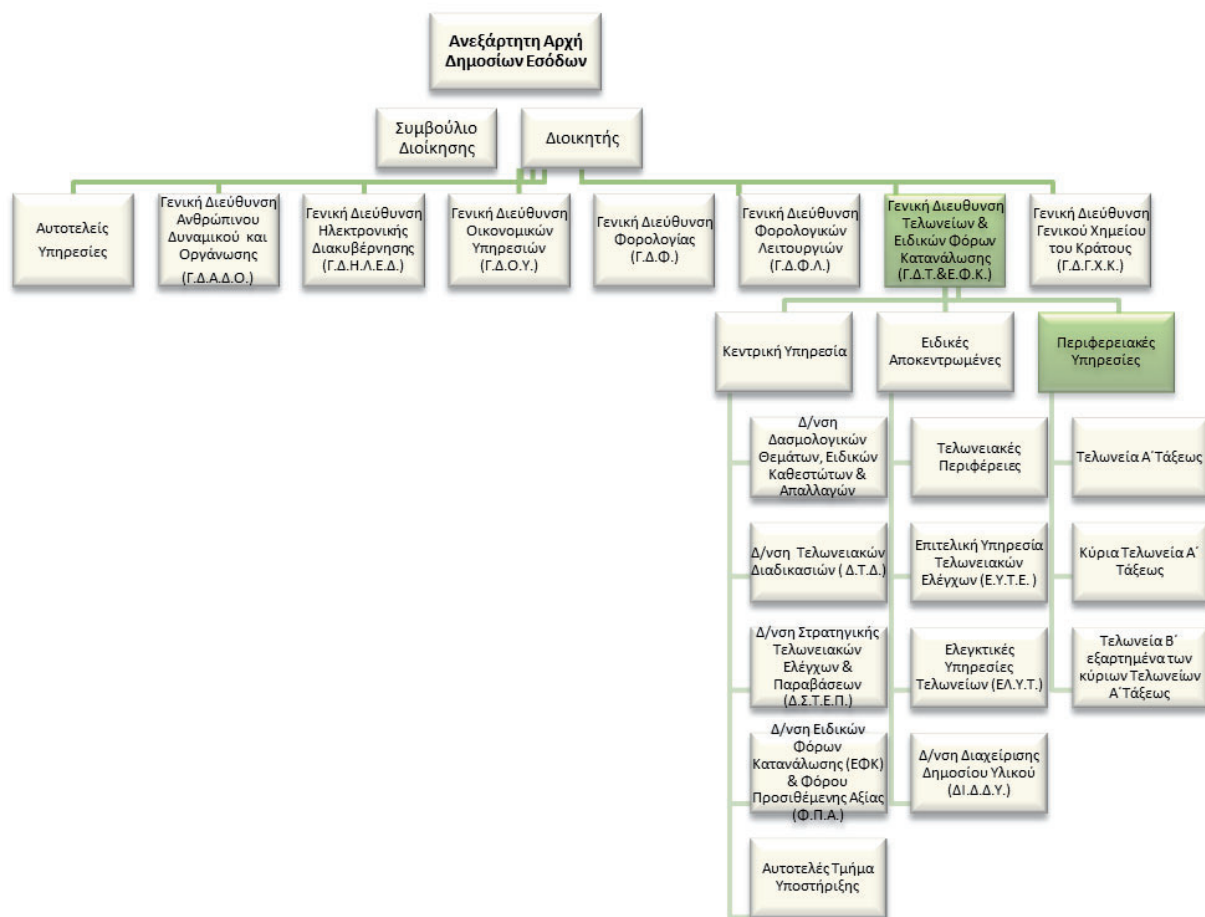 Ανεξάρτητη Αρχή
Δημοσίων Εσόδων
Συμβούλιο
Διοίκησης
Διοικητής
Αυτοτελείς
Υπηρεσίες
Γενική Διεύθυνση
Ανθρώπινου
Δυναμικού και
Οργάνωσης
(Γ.Δ.Α.Δ.Ο.)
Γενική Διεύθυνση
Ηλεκτρονικής
Διακυβέρνησης
(Γ.Δ.Η.Λ.Ε.Δ.)
Γενική Διεύθυνση
Οικονομικών
Υπηρεσιών
(Γ.Δ.Ο.Υ.)
Γενική Διεύθυνση
Φορολογίας
(Γ.Δ.Φ.)
Γενική Διεύθυνση
Φορολογικών
Λειτουργιών
(Γ.Δ.Φ.Λ.)
Γενική Διευθυνση
Τελωνείων &
Ειδικών Φόρων
Κατανάλωσης
(Γ.Δ.Τ.&Ε.Φ.Κ.)
Γενική Διεύθυνση
Γενικού Χημείου
του Κράτους
(Γ.Δ.Γ.Χ.Κ.)
Κεντρική Υπηρεσία
Ειδικές
Αποκεντρωμένες
Περιφερειακές
Υπηρεσίες
Δ/νση
Δασμολογικών
Θεμάτων, Ειδικών
Καθεστώτων &
Απαλλαγών
Δ/νση Τελωνειακών
Διαδικασιών ( Δ.Τ.Δ.)
Δ/νση Στρατηγικής
Τελωνειακών
Ελέγχων &
Παραβάσεων
(Δ.Σ.Τ.Ε.Π.)
Δ/νση Ειδικών
Φόρων
Κατανάλωσης (ΕΦΚ)
& Φόρου
Προσιθέμενης Αξίας
(Φ.Π.Α.)
Αυτοτελές Τμήμα
Υποστήριξης
Τελωνειακές
Περιφέρειες
Επιτελική Υπηρεσία
Τελωνειακών
Ελέγχων (Ε.Υ.Τ.Ε. )
Ελεγκτικές
Υπηρεσίες
Τελωνείων (ΕΛ.Υ.Τ.)
Δ/νση Διαχείρισης
Δημοσίου Υλικού
(ΔΙ.Δ.Δ.Υ.)
Τελωνεία Α΄Τάξεως
Κύρια Τελωνεία Α΄
Τάξεως
Τελωνεία Β΄
εξαρτημένα των
κύριων Τελωνείων
Α΄Τάξεως